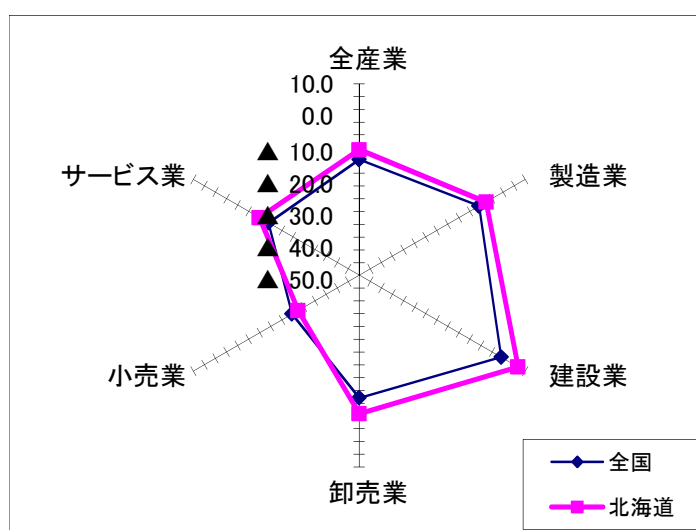 全産業
10.0
0.0
▲ 10.0
▲ 20.0
▲ 30.0
▲ 40.0
▲ 50.0
サービス業
製造業
小売業
建設業
卸売業
全国
北海道